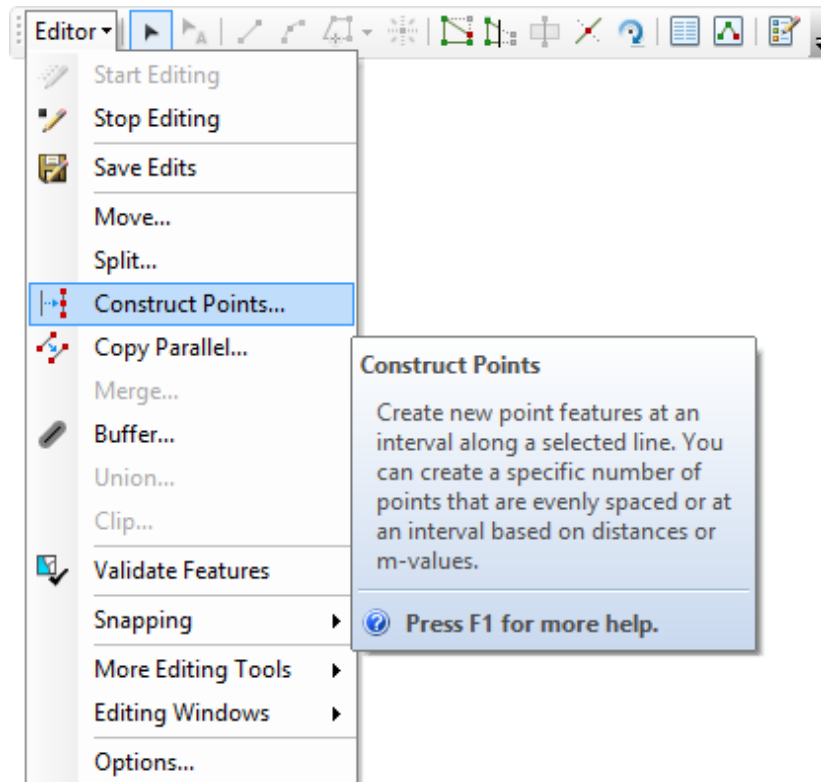 Editor
Start Editing
Stop Editing
Save Edits
Move...
Split...
Construct Points...
Copy Parallel...
Merge...
Buffer...
Union...
Clip...
Validate Features
Snapping
More Editing Tools
Editing Windows
Options...
Construct Points
Create new point features at an
interval along a selected line. You
can create a specific number of
points that are evenly spaced or at
an interval based on distances or
m-values.
Press F1 for more help.